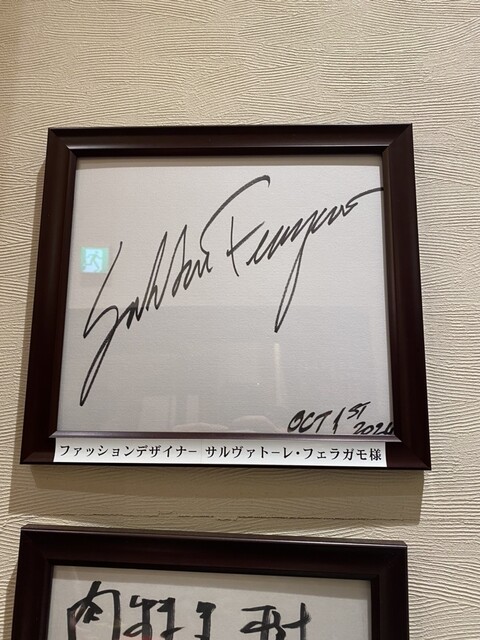 Salvatore Ferragamo
OCT 1ST
2024
ファッションデザイナー サルヴァトーレ・フェラガモ様